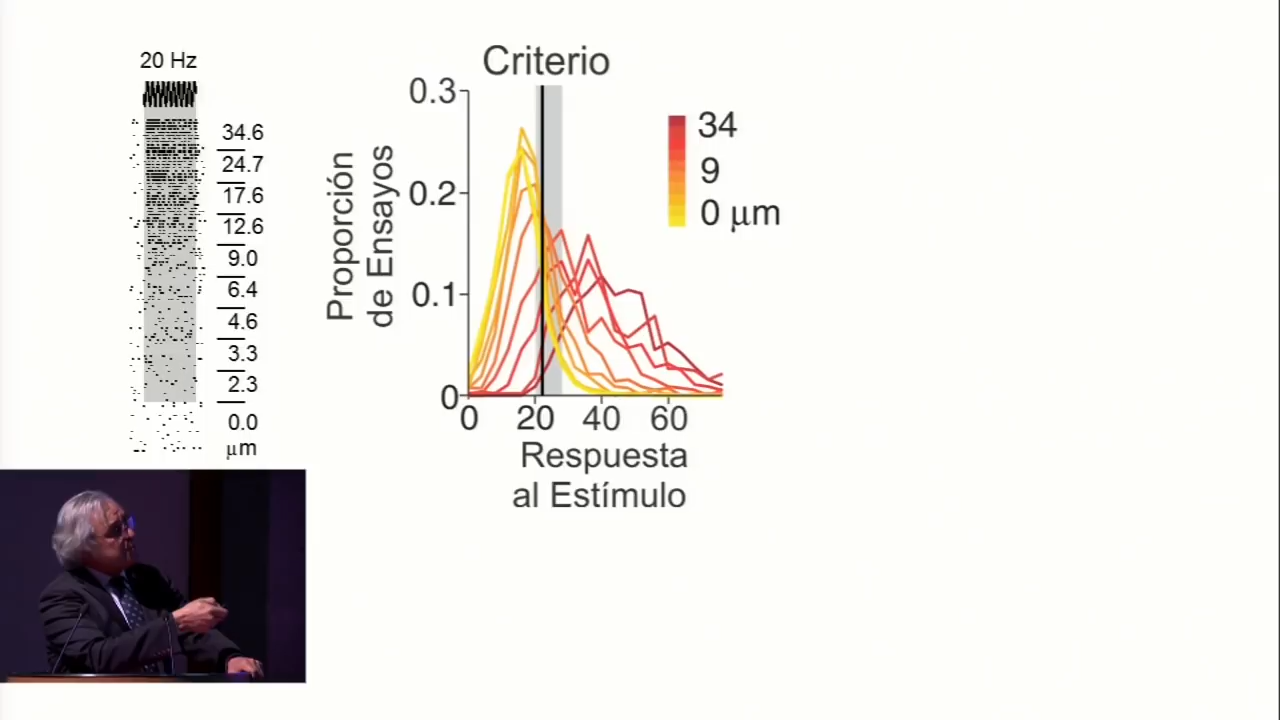 20 Hz
34.6
24.7
17.6
12.6
9.0
6.4
4.6
3.3
2.3
0.0
µm
Criterio
0.3
0.2
0.1
0
0 20 40 60
Proporción
de Ensayos
Respuesta
al Estímulo
34
9
0 µm